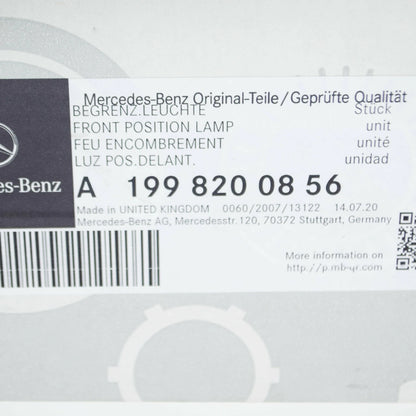 Mercedes-Benz Original-Teile/Geprüfte Qualität
BEGRENZ.LEUCHTE Stück
FRONT POSITION LAMP unit
FEU ENCOMBREMENT unité
LUZ POS.DELANT. unidad
des-Benz
A 199 820 08 56
Made in UNITED KINGDOM 0060/2007/13122 14.07.20
Mercedes-Benz AG, Mercedesstr.120, 70372 Stuttgart, Germany
More information on
http://p.mb-qr.com